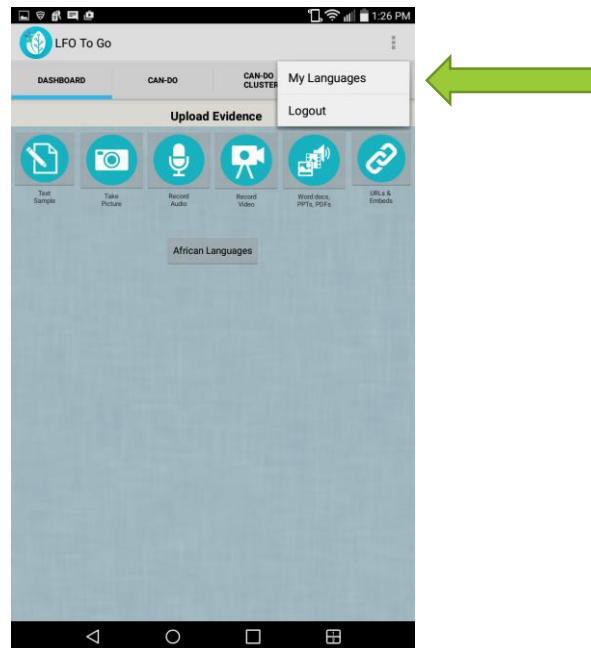 1:26 PM
LFO To Go
DASHBOARD
CAN-DO
CAN-DO
CLUSTER
My Languages
Logout
Upload Evidence
Text
Sample
Take
Picture
Record
Audio
Record
Video
Word docs,
PPTs, PDFs
URLs &
Embeds
African Languages